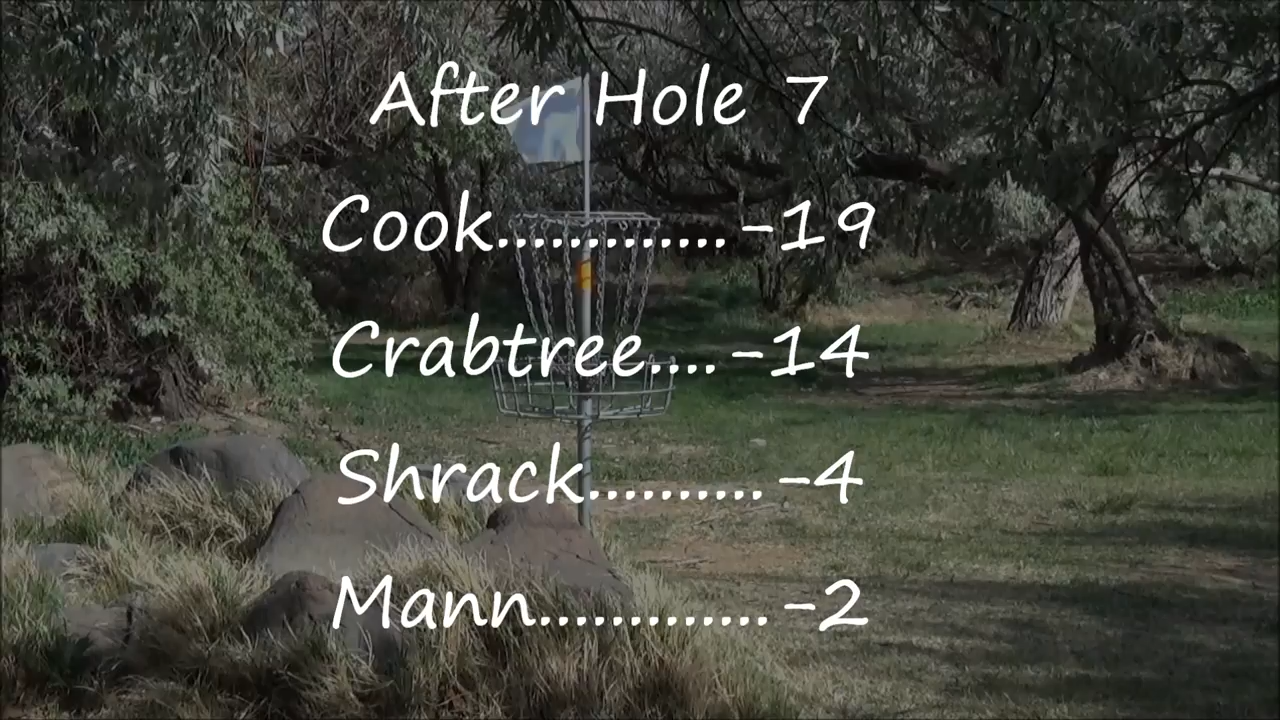 After Hole 7
Cook.............-19
Crabtree....-14
Shrack..........-4
Mann.............-2